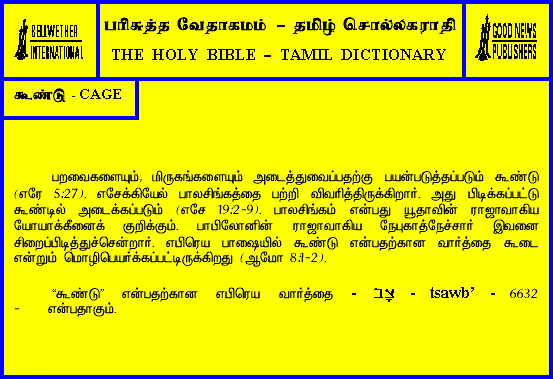 BELLWETHER
INTERNATIONAL
பரிசுத்த வேதாகமம் – தமிழ் சொல்லகராதி
THE HOLY BIBLE – TAMIL DICTIONARY
GOOD NEWS
PUBLISHERS
கூண்டு - CAGE
பறவைகளையும், மிருகங்களையும் அடைத்துவைப்பதற்கு பயன்படுத்தப்படும் கூண்டு
(எரே 5:27). எசேக்கியேல் பாலசிங்கத்தை பற்றி விவரித்திருக்கிறார். அது பிடிக்கப்பட்டு
கூண்டில் அடைக்கப்படும் (எசே 19:2-9). பாலசிங்கம் என்பது யூதாவின் ராஜாவாகிய
யோயாக்கீனைக் குறிக்கும். பாபிலோனின் ராஜாவாகிய நேபுகாத்நேச்சார் இவனை
சிறைப்பிடித்துச்சென்றார். எபிரெய பாஷையில் கூண்டு என்பதற்கான வார்த்தை கூடை
என்றும் மொழிபெயர்க்கப்பட்டிருக்கிறது (ஆமோ 8:1-2).
“கூண்டு” என்பதற்கான எபிரெய வார்த்தை - צָב - tsawb’ - 6632
– என்பதாகும்.